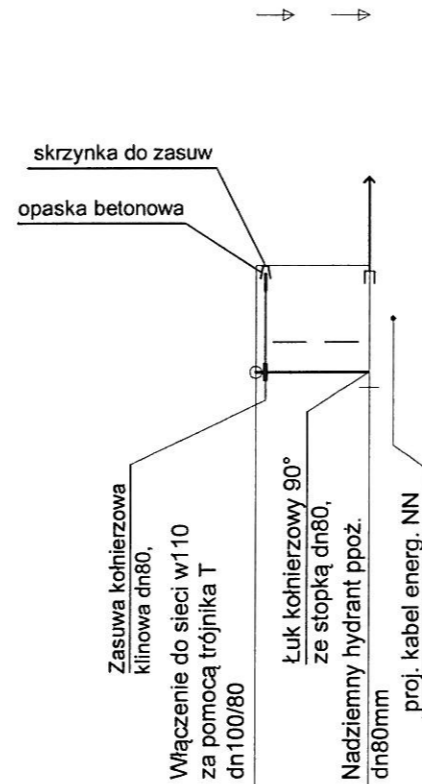 skrzynka do zasuw
opaska betonowa
Zasuwa kołnierzowa
klinowa dn80,
Włączenie do sieci w110
za pomocą trójnika T
dn100/80
Łuk kołnierzowy 90°
ze stopką dn80,
Nadziemny hydrant ppoż.
dn80mm
proj. kabel energ. NN